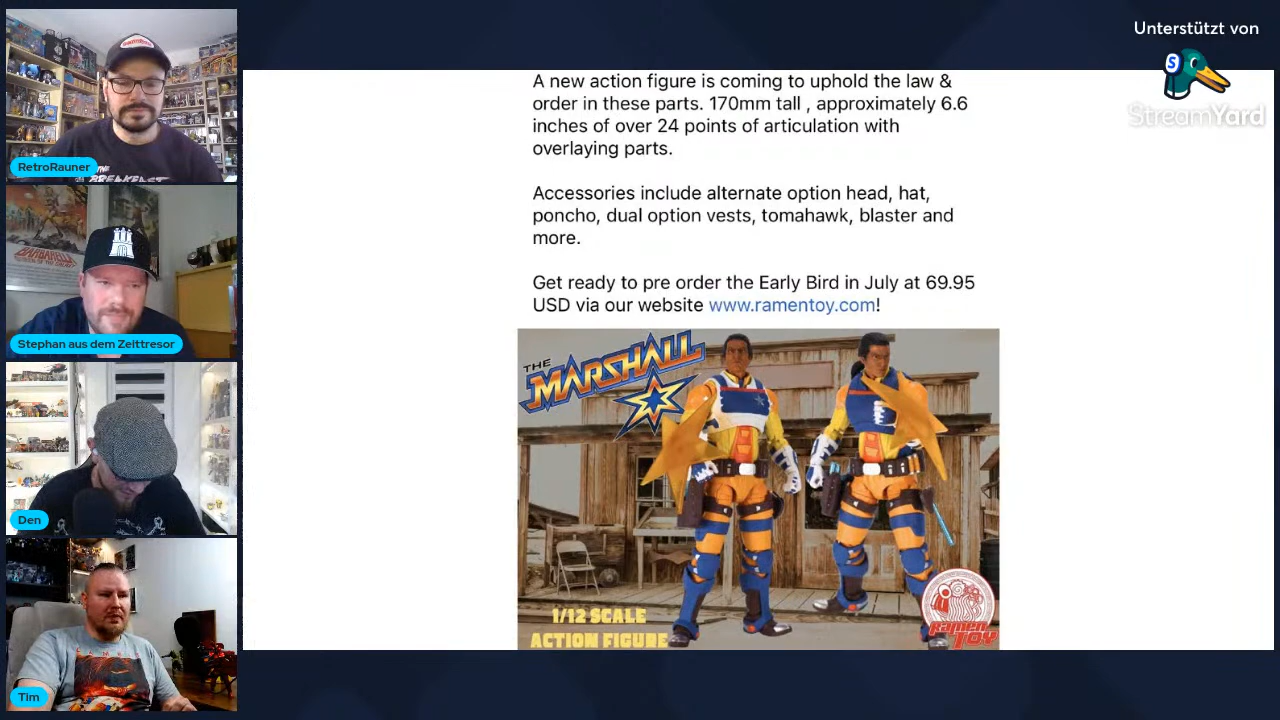 Unterstützt von
S
StreamYard
A new action figure is coming to uphold the law &
order in these parts. 170mm tall , approximately 6.6
inches of over 24 points of articulation with
overlaying parts.
Accessories include alternate option head, hat,
poncho, dual option vests, tomahawk, blaster and
more.
Get ready to pre order the Early Bird in July at 69.95
USD via our website www.ramentoy.com!
THE
MARSHALL
1/12 SCALE
ACTION FIGURE
RAMEN
TOY
RetroRauner
THE
BREAKFAST
BARBARELLA
Stephan aus dem Zeittresor
Den
Tim